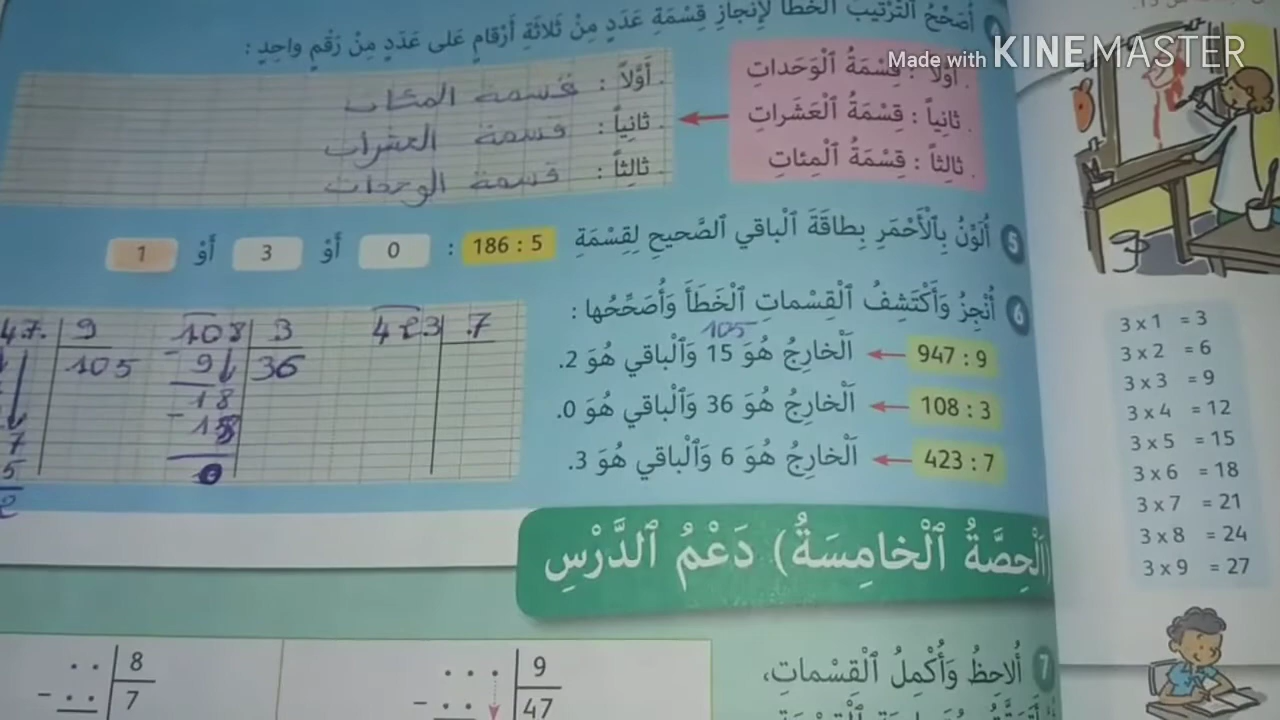 Made with KINEMASTER
أُصَحِّحُ ٱلتَّرْتيبَ ٱلْخَطَأَ لِإِنْجازِ قِسْمَةِ عَدَدٍ مِنْ ثَلاثَةِ أَرْقامٍ عَلى عَدَدٍ مِنْ رَقْمٍ واحِدٍ :
. أَوَّلاً : قِسْمَةُ ٱلْوَحَداتِ
. ثانِياً : قِسْمَةُ ٱلْعَشَراتِ
. ثالِثاً : قِسْمَةُ ٱلْمِئاتِ
. أَوَّلاً : قسمة المئات
. ثانِياً : قسمة العشرات
. ثالِثاً : قسمة الوحدات
5 أُلَوِّنُ بِٱلْأَحْمَرِ بِطاقَةَ ٱلْباقي ٱلصَّحيحِ لِقِسْمَةِ 186 : 5 : 0 أَوْ 3 أَوْ 1
6 أُنْجِزُ وَأَكْتَشِفُ ٱلْقِسْماتِ ٱلْخَطَأَ وَأُصَحِّحُها :
105
947 : 9 ← اَلْخارِجُ هُوَ 15 وَٱلْباقي هُوَ 2.
108 : 3 ← اَلْخارِجُ هُوَ 36 وَٱلْباقي هُوَ 0.
423 : 7 ← اَلْخارِجُ هُوَ 6 وَٱلْباقي هُوَ 3.
423 7
108 3
- 9 36
18
- 18
0
47 9
105
7
5
2
3 x 1 = 3
3 x 2 = 6
3 x 3 = 9
3 x 4 = 12
3 x 5 = 15
3 x 6 = 18
3 x 7 = 21
3 x 8 = 24
3 x 9 = 27
(اَلْحِصَّةُ ٱلْخامِسَةُ) دَعْمُ ٱلدَّرْسِ
7 أُلاحِظُ وَأُكْمِلُ ٱلْقِسْماتِ،
. . . 9
- . . 47
. . 8
- . . 7